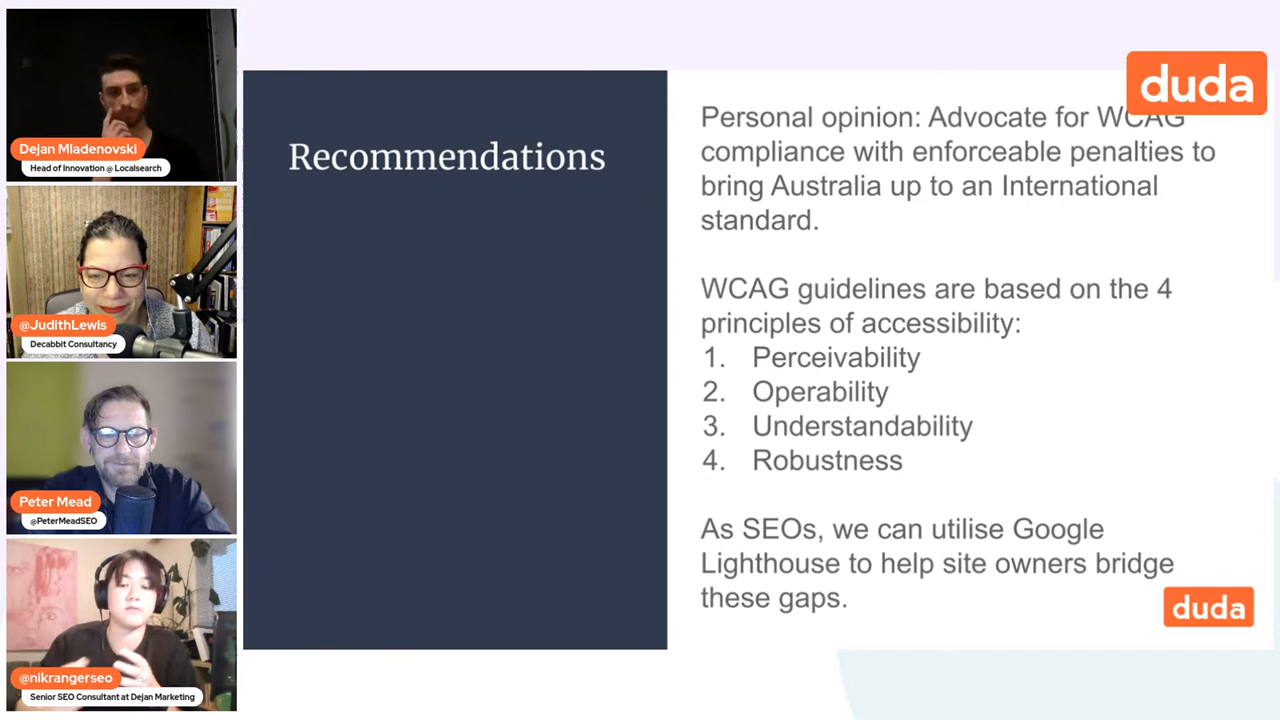 Dejan Mladenovski
Head of Innovation @ Localsearch
@JudithLewis
Decabbit Consultancy
Peter Mead
@PeterMeadSEO
@nikrangerseo
Senior SEO Consultant at Dejan Marketing
Recommendations
duda
Personal opinion: Advocate for WCAG
compliance with enforceable penalties to
bring Australia up to an International
standard.
WCAG guidelines are based on the 4
principles of accessibility:
1. Perceivability
2. Operability
3. Understandability
4. Robustness
As SEOs, we can utilise Google
Lighthouse to help site owners bridge
these gaps.
duda